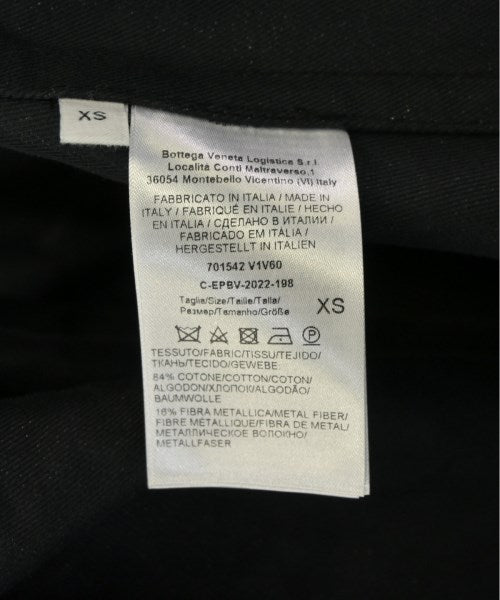 XS
Bottega Veneta Logistica S.r.l.
Località Conti Maltraverso,1
36054 Montebello Vicentino (VI) Italy
FABBRICATO IN ITALIA / MADE IN
ITALY / FABRIQUÉ EN ITALIE / HECHO
EN ITALIA / СДЕЛАНО В ИТАЛИИ /
FABRICADO EM ITÁLIA /
HERGESTELLT IN ITALIEN
701542 V1V60
C-EPBV-2022-198
Taglia/Size/Taille/Talla/
Размер/Tamanho/Größe
XS
P
TESSUTO/FABRIC/TISSU/TEJIDO/
ТКАНЬ/TECIDO/GEWEBE
84% COTONE/COTTON/COTON/
ALGODON/ХЛОПОК/ALGODÃO/
BAUMWOLLE
16% FIBRA METALLICA/METAL FIBER/
FIBRE METALLIQUE/FIBRA DE METAL/
МЕТАЛЛИЧЕСКОЕ ВОЛОКНО/
METALLFASER